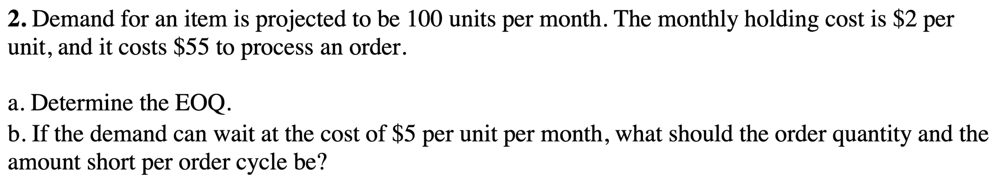 2. Demand for an item is projected to be 100 units per month. The monthly holding cost is $2 per
unit, and it costs $55 to process an order.
a. Determine the EOQ.
b. If the demand can wait at the cost of $5 per unit per month, what should the order quantity and the
amount short per order cycle be?